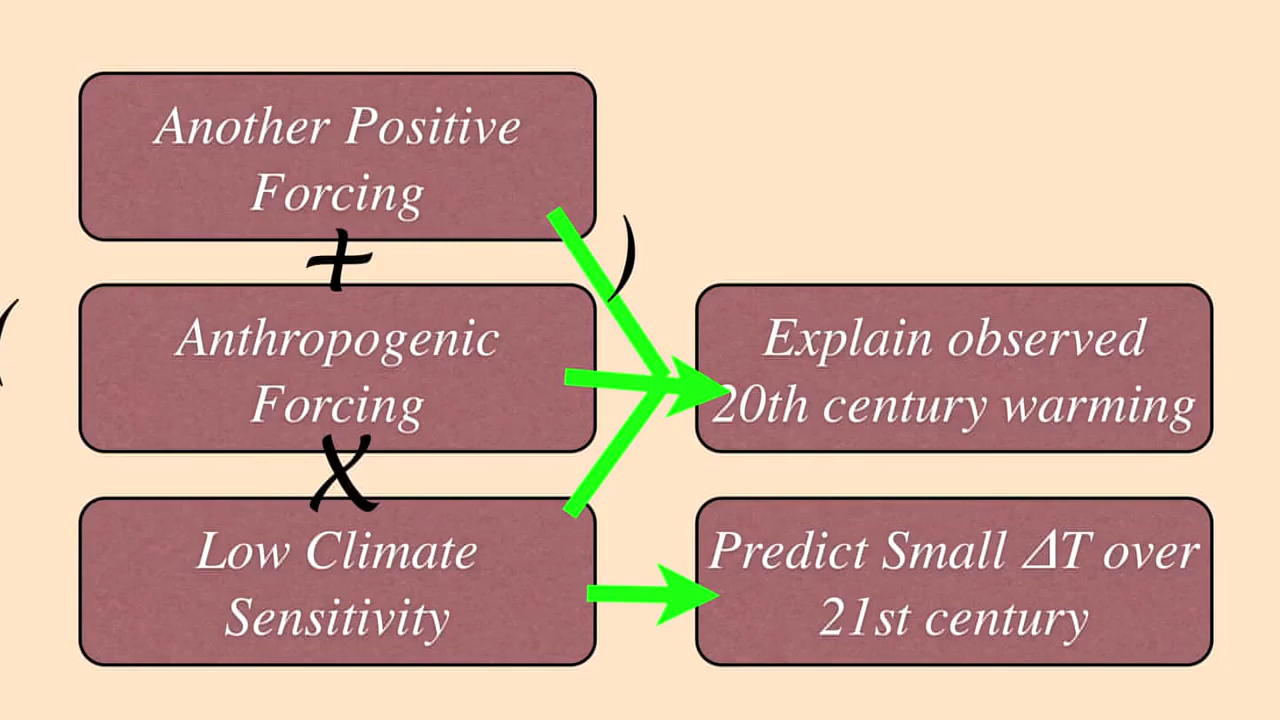 Another Positive
Forcing
+
)
(
Anthropogenic
Forcing
x
Low Climate
Sensitivity
Explain observed
20th century warming
Predict Small ΔT over
21st century